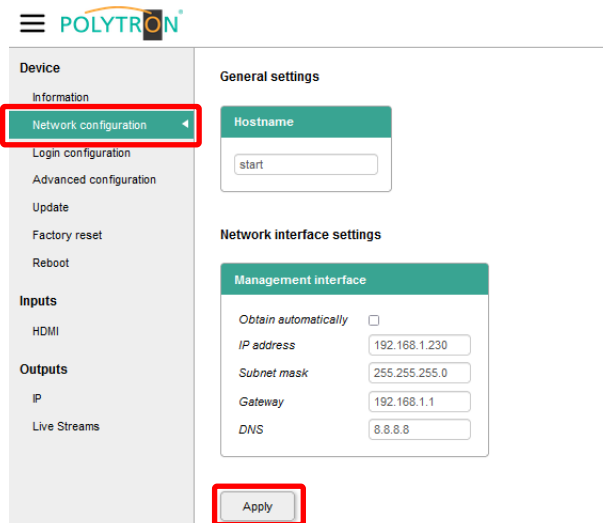 POLYTRON
Device
Information
Network configuration
Login configuration
Advanced configuration
Update
Factory reset
Reboot
Inputs
HDMI
Outputs
IP
Live Streams
General settings
Hostname
start
Network interface settings
Management interface
Obtain automatically
IP address 192.168.1.230
Subnet mask 255.255.255.0
Gateway 192.168.1.1
DNS 8.8.8.8
Apply